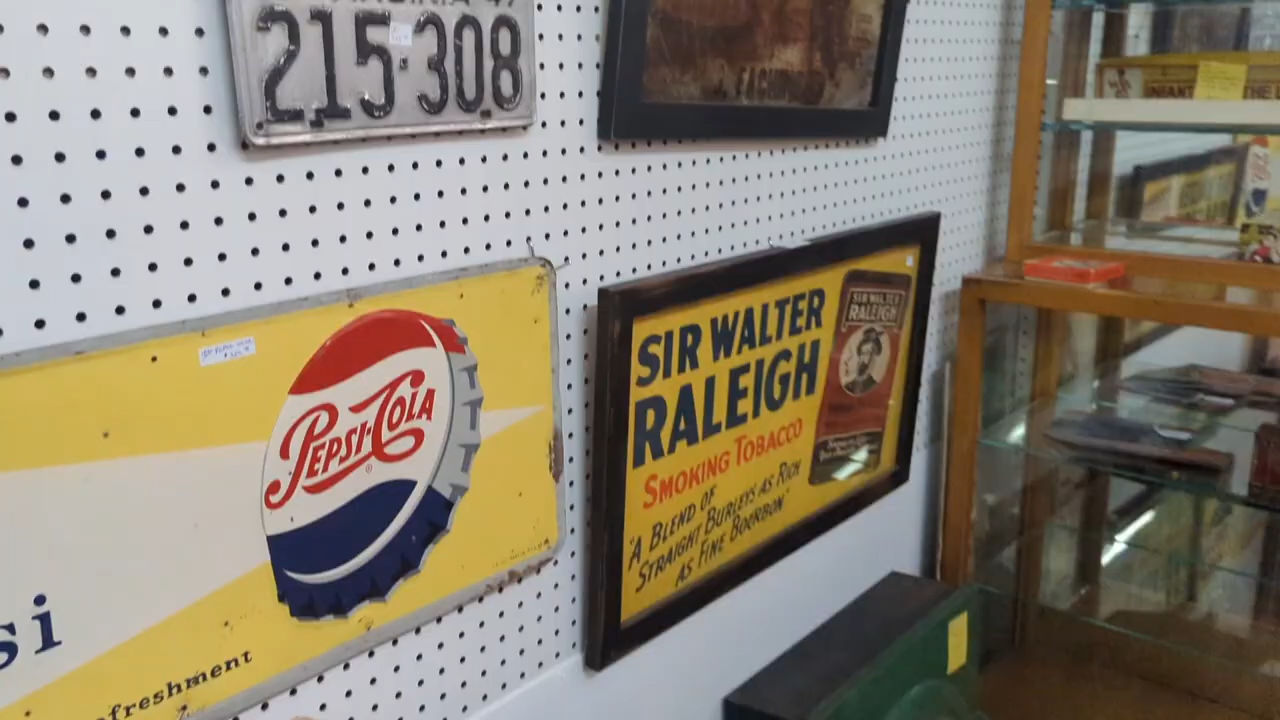 215·308
PEPSI-COLA
si
efreshment
SIR WALTER
RALEIGH
SMOKING TOBACCO
"A BLEND OF
STRAIGHT BURLEYS AS RICH
AS FINE BOURBON"
SIR WALTER
RALEIGH